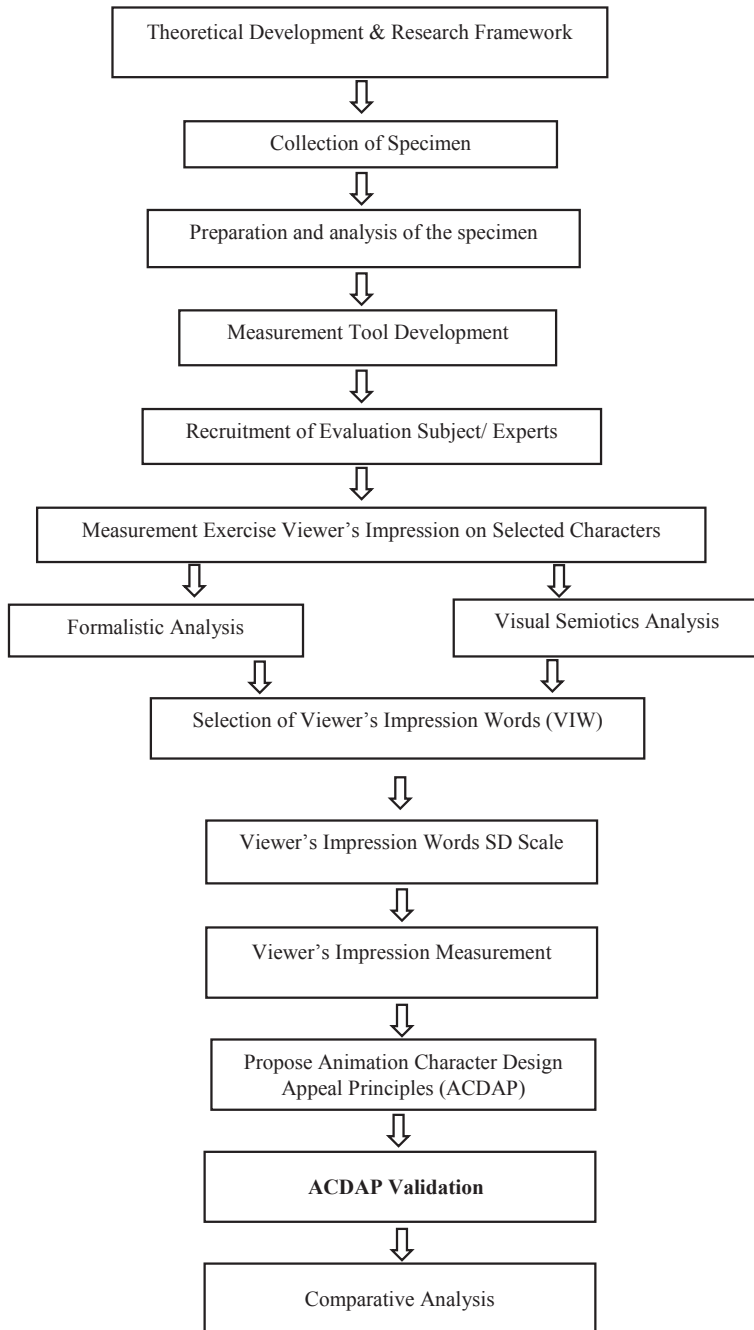 Theoretical Development & Research Framework
Collection of Specimen
Preparation and analysis of the specimen
Measurement Tool Development
Recruitment of Evaluation Subject/ Experts
Measurement Exercise Viewer’s Impression on Selected Characters
Formalistic Analysis
Visual Semiotics Analysis
Selection of Viewer’s Impression Words (VIW)
Viewer’s Impression Words SD Scale
Viewer’s Impression Measurement
Propose Animation Character Design
Appeal Principles (ACDAP)
ACDAP Validation
Comparative Analysis